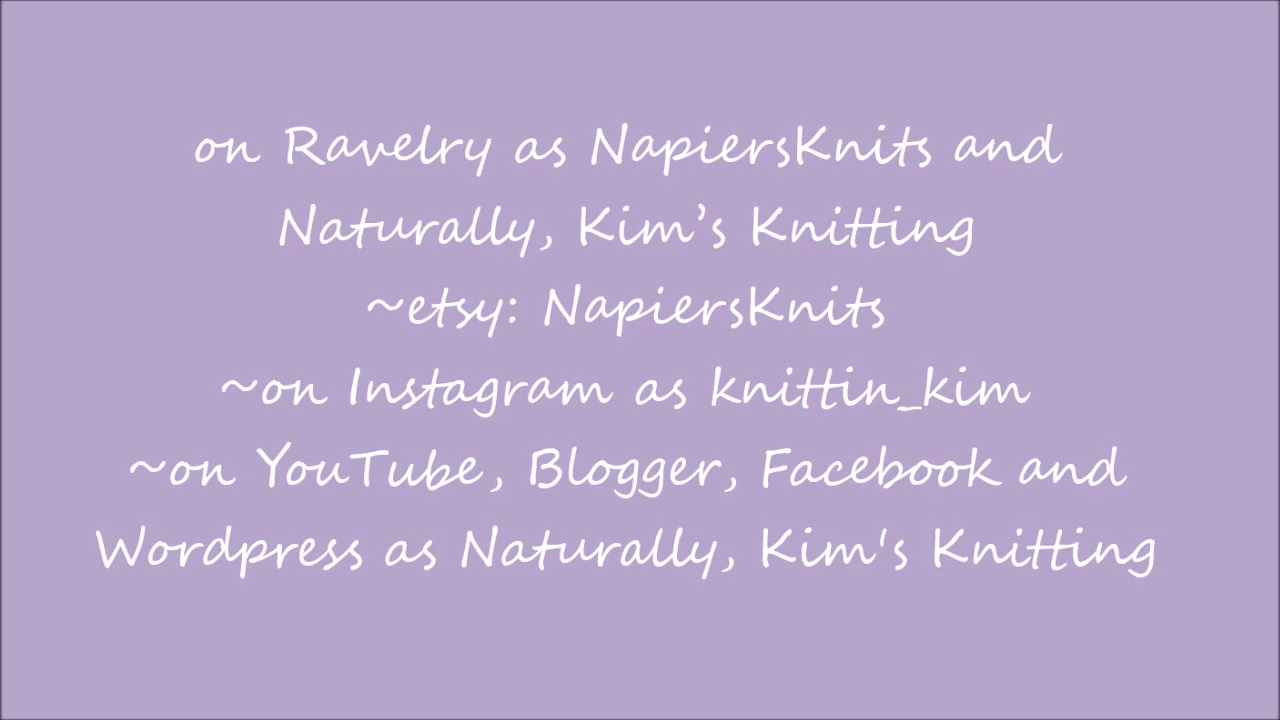 on Ravelry as NapiersKnits and
Naturally, Kim’s Knitting
~etsy: NapiersKnits
~on Instagram as knittin_kim
~on YouTube, Blogger, Facebook and
Wordpress as Naturally, Kim's Knitting